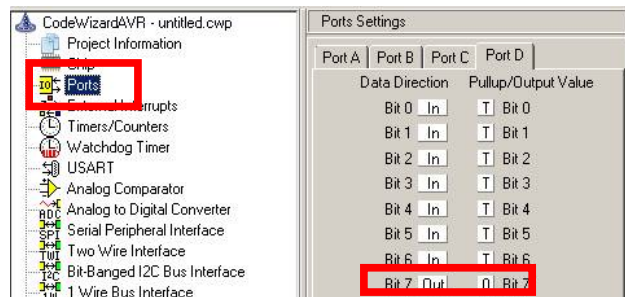 CodeWizardAVR - untitled.cwp
Project Information
Chip
Ports
External Interrupts
Timers/Counters
Watchdog Timer
USART
Analog Comparator
Analog to Digital Converter
Serial Peripheral Interface
Two Wire Interface
Bit-Banged I2C Bus Interface
1 Wire Bus Interface
Ports Settings
Port A Port B Port C Port D
Data Direction Pullup/Output Value
Bit 0 In T Bit 0
Bit 1 In T Bit 1
Bit 2 In T Bit 2
Bit 3 In T Bit 3
Bit 4 In T Bit 4
Bit 5 In T Bit 5
Bit 6 In T Bit 6
Bit 7 Out 0 Bit 7